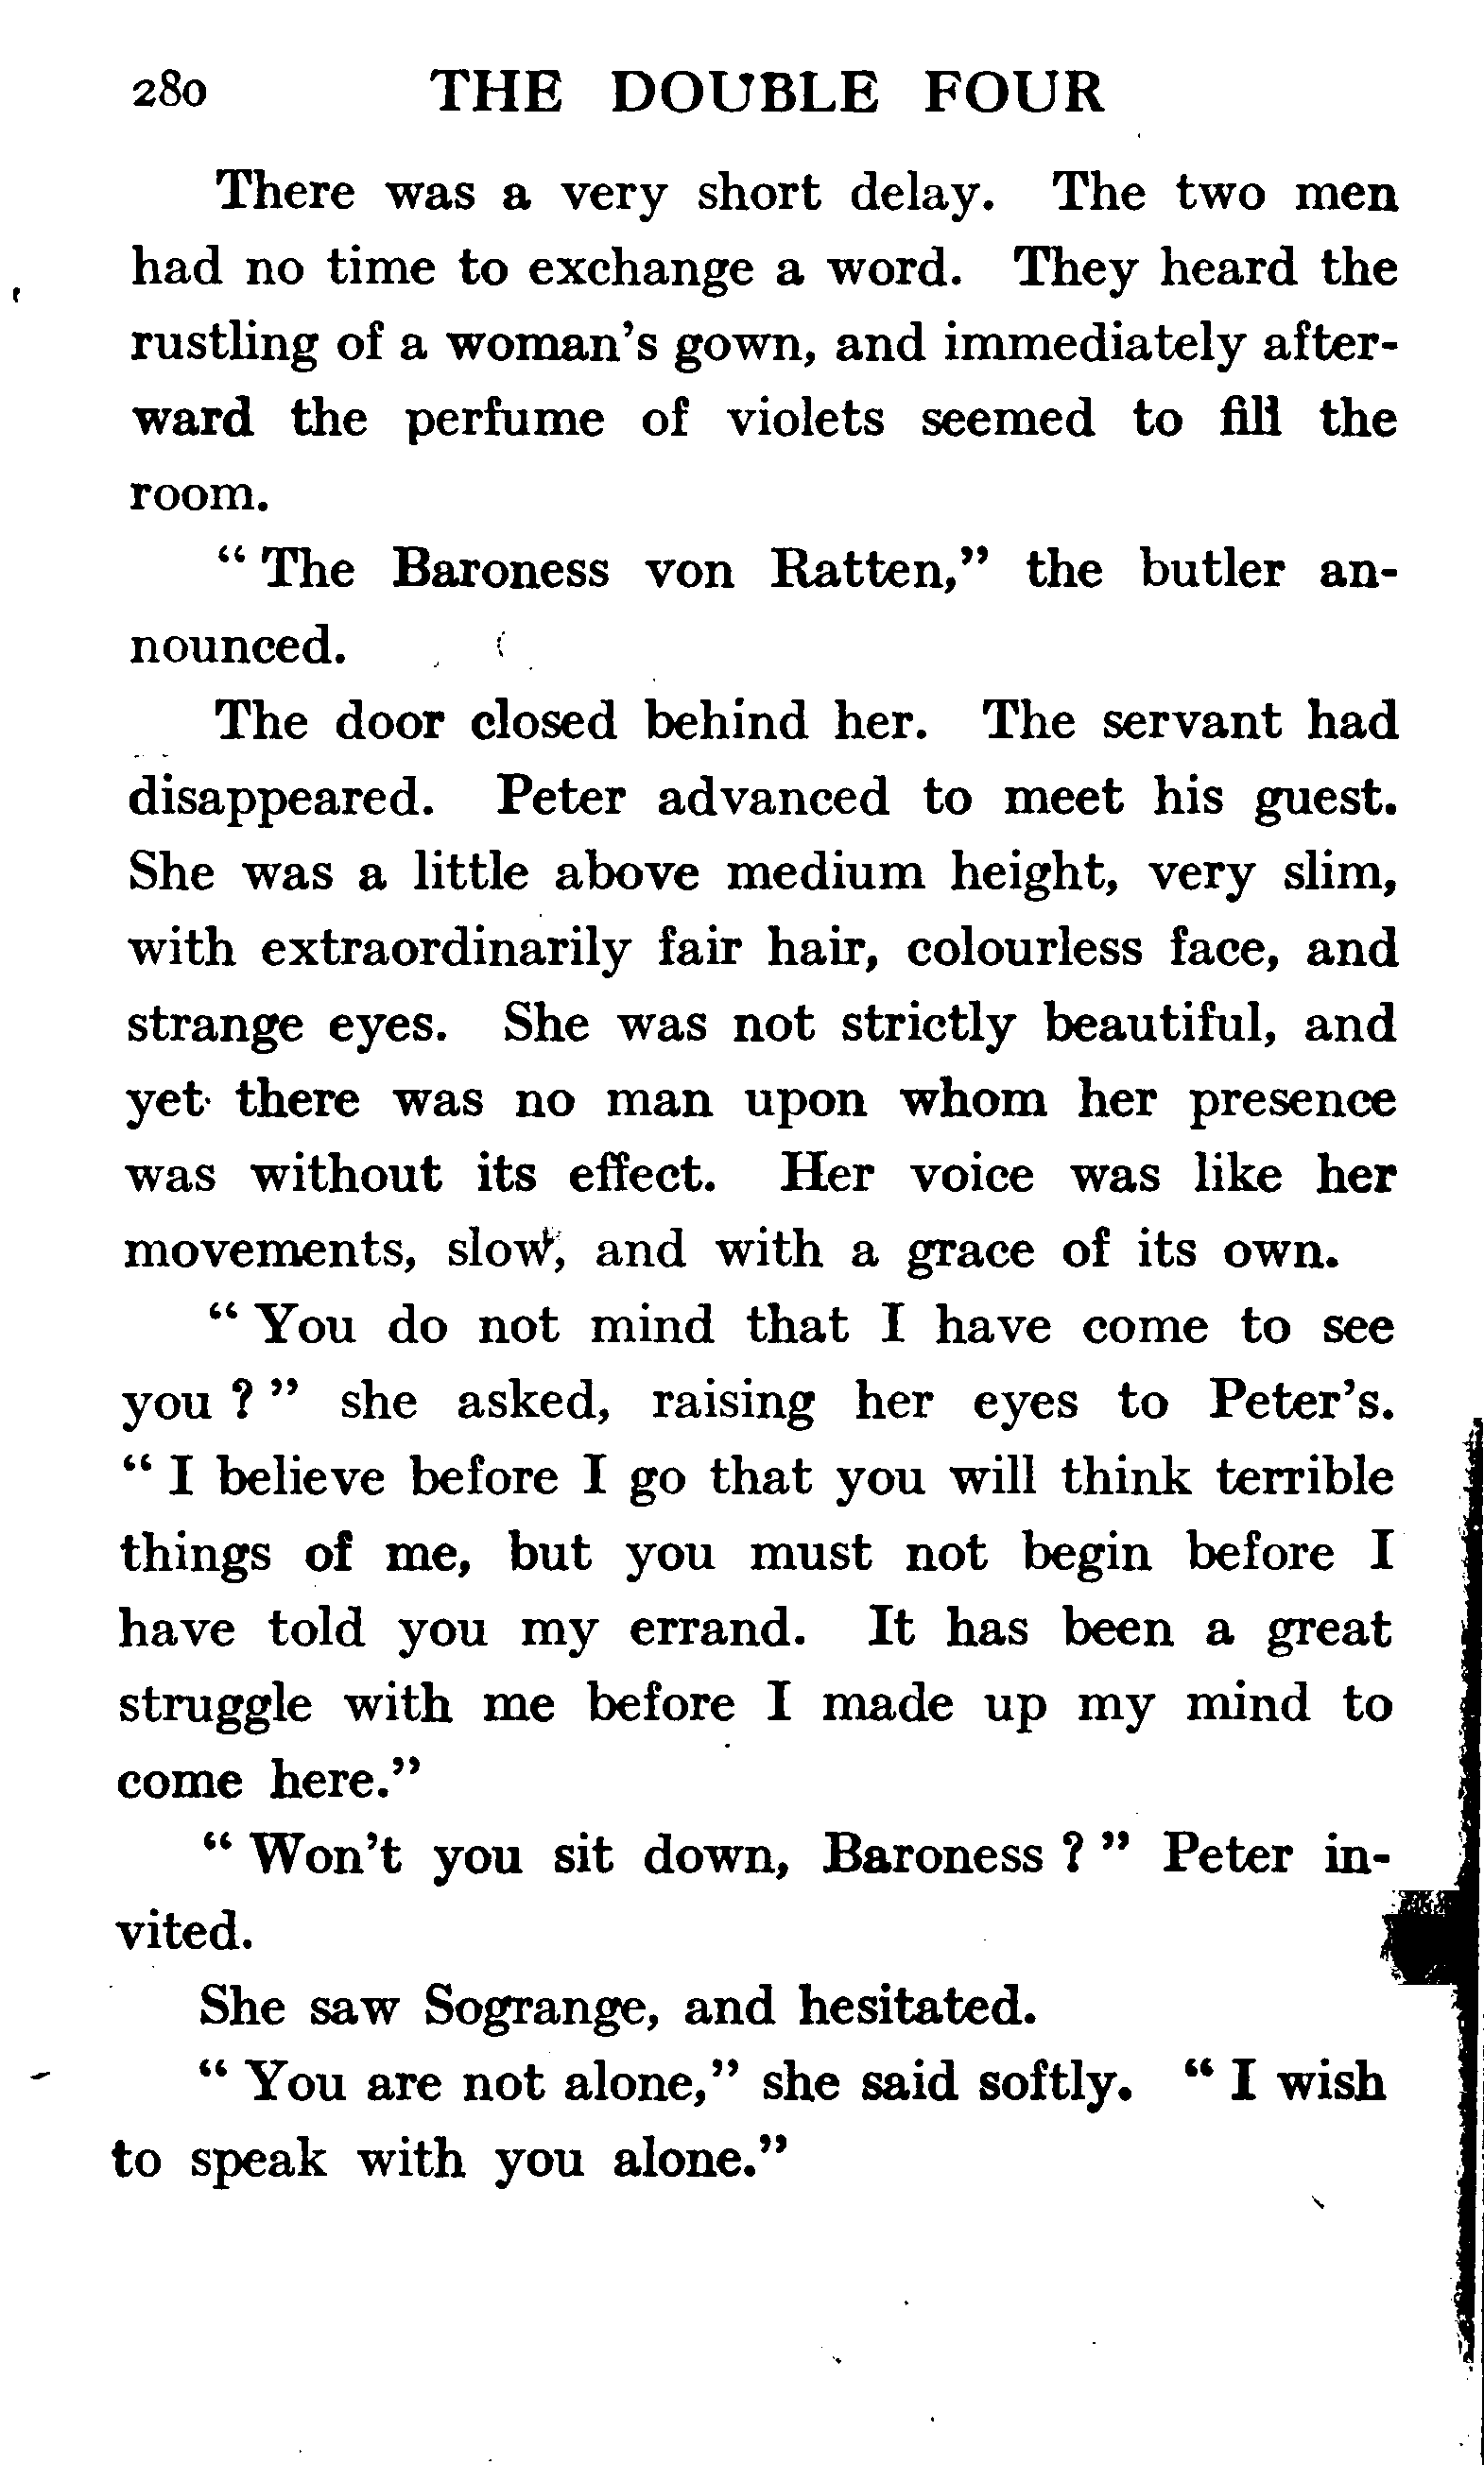 280 THE DOUBLE FOUR
There was a very short delay. The two men
had no time to exchange a word. They heard the
rustling of a woman's gown, and immediately after-
ward the perfume of violets seemed to fill the
room.
“ The Baroness von Ratten,” the butler an-
nounced.
The door closed behind her. The servant had
disappeared. Peter advanced to meet his guest.
She was a little above medium height, very slim,
with extraordinarily fair hair, colourless face, and
strange eyes. She was not strictly beautiful, and
yet there was no man upon whom her presence
was without its effect. Her voice was like her
movements, slow, and with a grace of its own.
“ You do not mind that I have come to see
you ? ” she asked, raising her eyes to Peter's.
“ I believe before I go that you will think terrible
things of me, but you must not begin before I
have told you my errand. It has been a great
struggle with me before I made up my mind to
come here.”
“ Won't you sit down, Baroness ? ” Peter in-
vited.
She saw Sogrange, and hesitated.
“ You are not alone,” she said softly. “ I wish
to speak with you alone.”